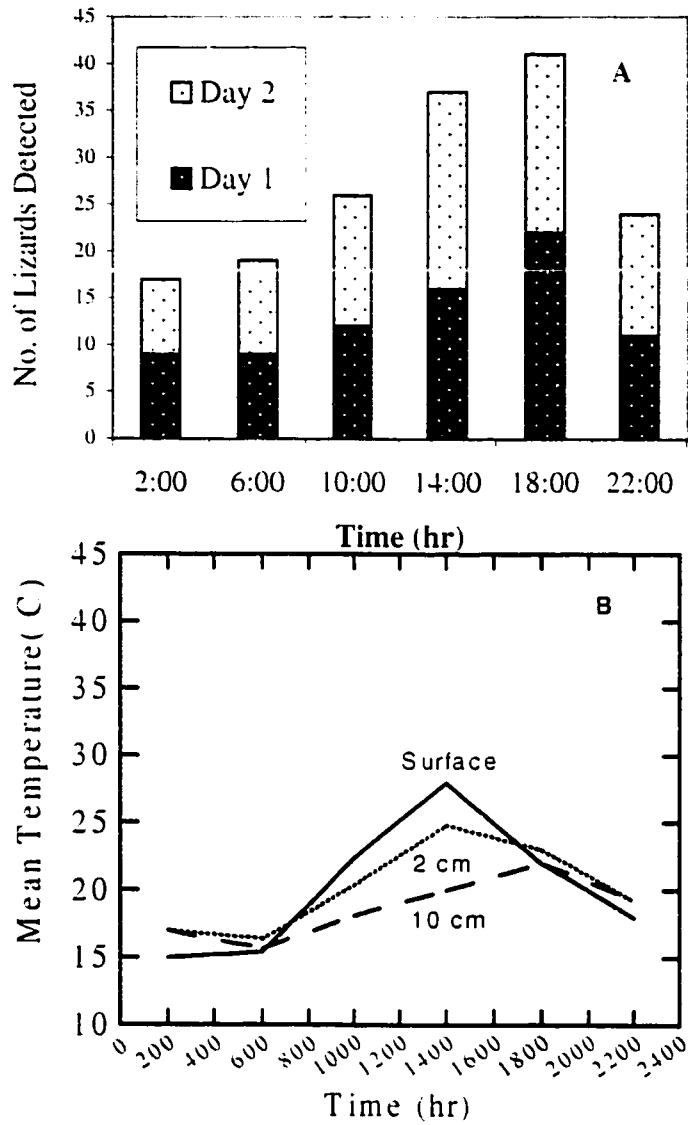 45
40
35
30
25
20
15
10
5
0
No. of Lizards Detected
Day 2
Day 1
A
2:00 6:00 10:00 14:00 18:00 22:00
Time (hr)
45
40
35
30
25
20
15
10
Mean Temperature( C)
B
Surface
2 cm
10 cm
0 200 400 600 800 1000 1200 1400 1600 1800 2000 2200 2400
Time (hr)